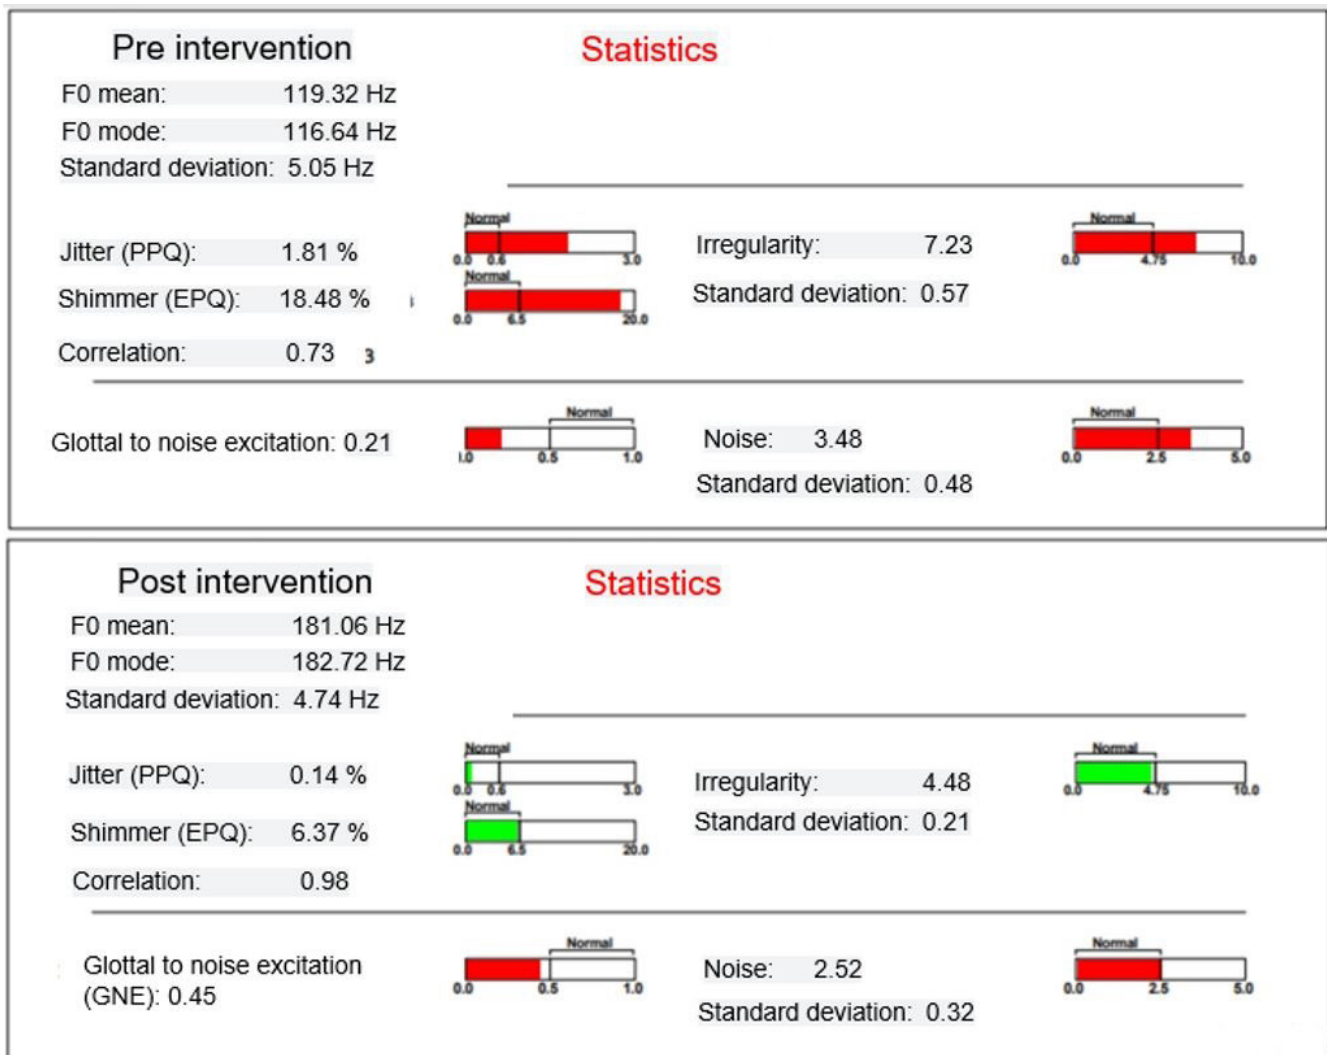 Pre intervention Statistics
F0 mean: 119.32 Hz
F0 mode: 116.64 Hz
Standard deviation: 5.05 Hz
Normal Normal
Jitter (PPQ): 1.81 % Irregularity: 7.23
0.0 0.6 3.0 0.0 4.75 10.0
Normal
Shimmer (EPQ): 18.48 % Standard deviation: 0.57
0.0 6.5 20.0
Correlation: 0.73 3
Normal Normal
Glottal to noise excitation: 0.21 Noise: 3.48
.0 0.5 1.0 0.0 2.5 5.0
Standard deviation: 0.48
Post intervention Statistics
F0 mean: 181.06 Hz
F0 mode: 182.72 Hz
Standard deviation: 4.74 Hz
Normal Normal
Jitter (PPQ): 0.14 % Irregularity: 4.48
0.0 0.6 3.0 0.0 4.75 10.0
Normal
Shimmer (EPQ): 6.37 % Standard deviation: 0.21
0.0 6.5 20.0
Correlation: 0.98
Normal Normal
Glottal to noise excitation Noise: 2.52
(GNE): 0.45
0.0 0.5 1.0 0.0 2.5 5.0
Standard deviation: 0.32